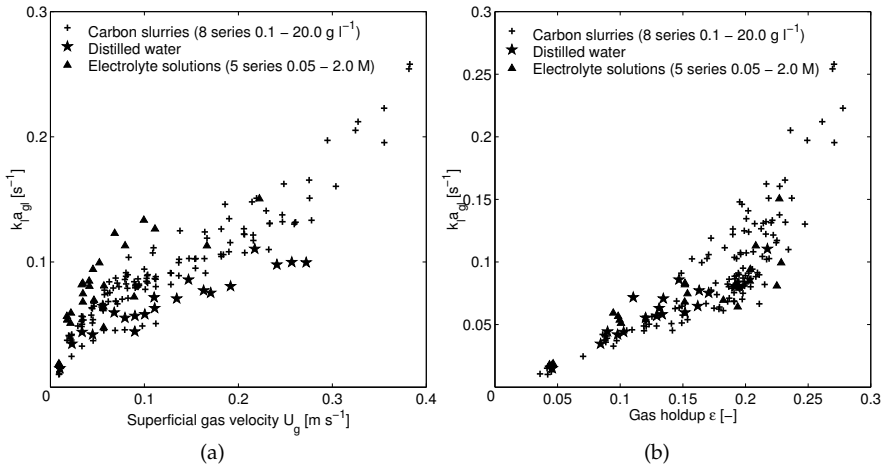 Carbon slurries (8 series 0.1 – 20.0 g l⁻¹)
Distilled water
Electrolyte solutions (5 series 0.05 – 2.0 M)
0.3
0.2
0.1
0
kₗa_gl [s⁻¹]
0 0.1 0.2 0.3 0.4
Superficial gas velocity U_g [m s⁻¹]
(a)
Carbon slurries (8 series 0.1 – 20.0 g l⁻¹)
Distilled water
Electrolyte solutions (5 series 0.05 – 2.0 M)
0.3
0.25
0.2
0.15
0.1
0.05
0
kₗa_gl [s⁻¹]
0.05 0.1 0.15 0.2 0.25 0.3
Gas holdup ε [-]
(b)